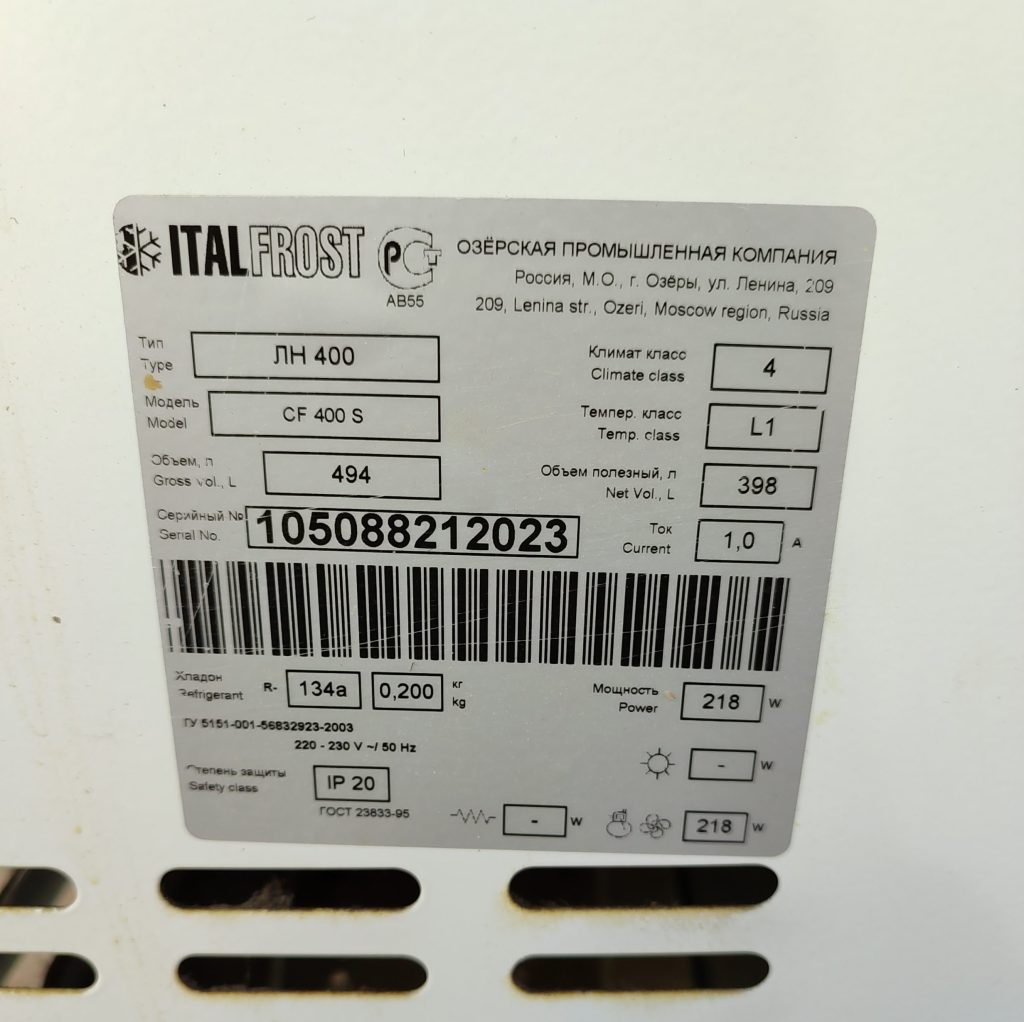 ITALFROST
АВ55
ОЗЁРСКАЯ ПРОМЫШЛЕННАЯ КОМПАНИЯ
Россия, М.О., г. Озёры, ул. Ленина, 209
209, Lenina str., Ozeri, Moscow region, Russia
Тип
Type
ЛН 400
Климат класс
Climate class
4
Модель
Model
CF 400 S
Темпер. класс
Temp. class
L1
Объем, л
Gross vol., L
494
Объем полезный, л
Net Vol., L
398
Серийный №
Serial No.
105088212023
Ток
Current
1,0 A
Хладон
Refrigerant
R- 134a 0,200 кг
kg
Мощность
Power
218 W
ТУ 5151-001-56832923-2003
220 - 230 V ~/ 50 Hz
- W
Степень защиты
Safety class
IP 20
ГОСТ 23833-95
- W
218 W